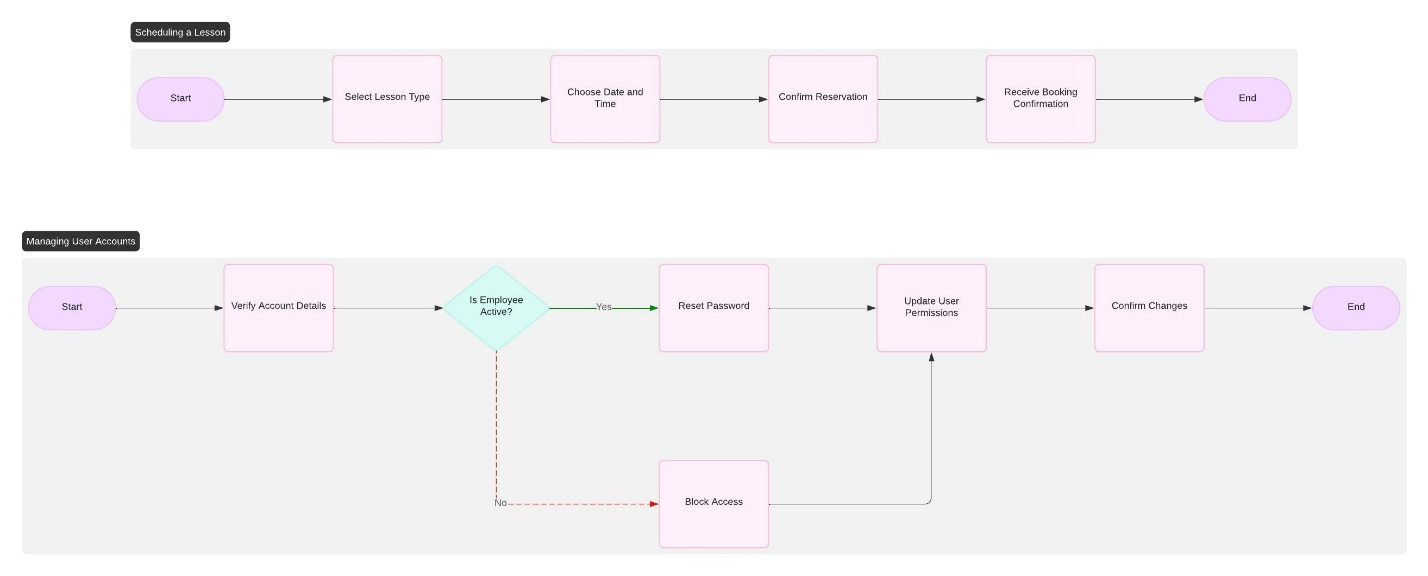 Scheduling a Lesson
Start
Select Lesson Type
Choose Date and
Time
Confirm Reservation
Receive Booking
Confirmation
End
Managing User Accounts
Start
Verify Account Details
Is Employee
Active?
Yes
Reset Password
Update User
Permissions
Confirm Changes
End
No
Block Access